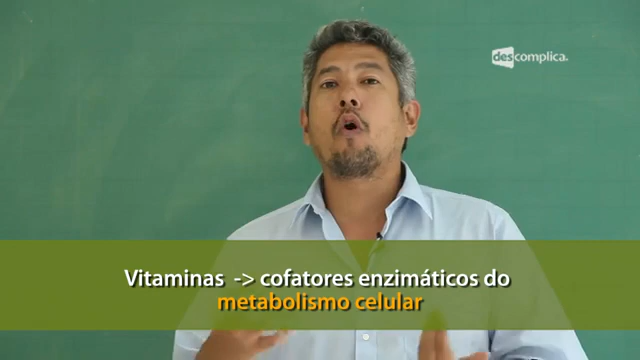 descomplica.
Vitaminas -> cofatores enzimáticos do
metabolismo celular